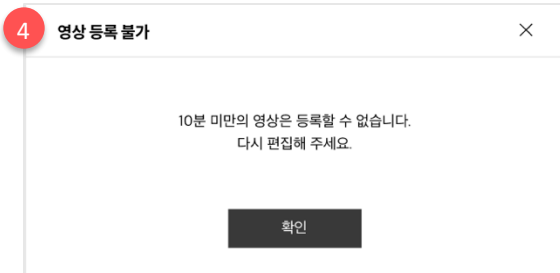 4 영상 등록 불가
10분 미만의 영상은 등록할 수 없습니다.
다시 편집해 주세요.
확인